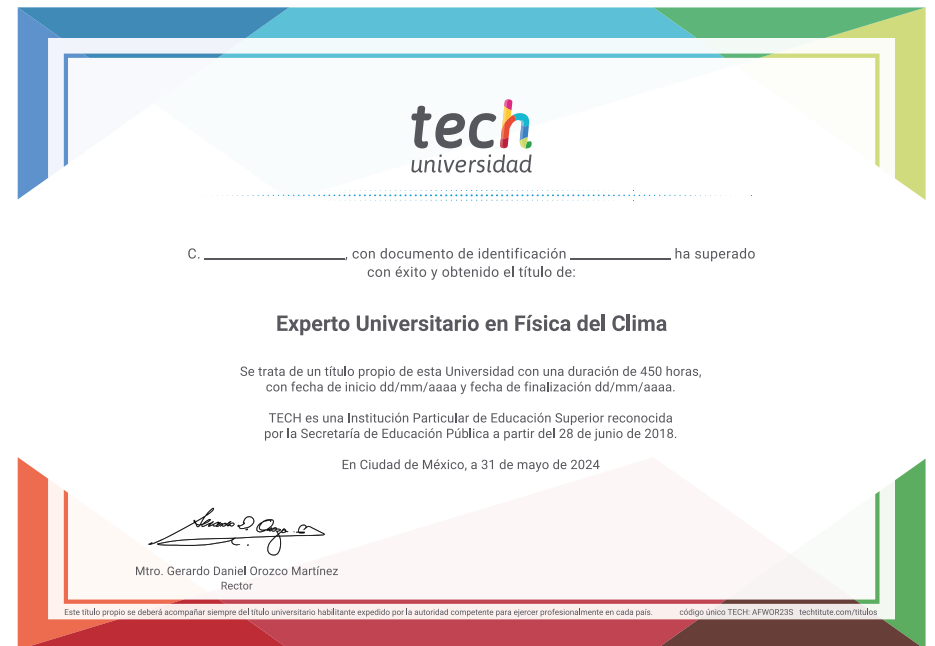 tech
universidad
C. __________________, con documento de identificación _____________ ha superado
con éxito y obtenido el título de:
Experto Universitario en Física del Clima
Se trata de un título propio de esta Universidad con una duración de 450 horas,
con fecha de inicio dd/mm/aaaa y fecha de finalización dd/mm/aaaa.
TECH es una Institución Particular de Educación Superior reconocida
por la Secretaría de Educación Pública a partir del 28 de junio de 2018.
En Ciudad de México, a 31 de mayo de 2024
Mtro. Gerardo Daniel Orozco Martínez
Rector
Este título propio se deberá acompañar siempre del título universitario habilitante expedido por la autoridad competente para ejercer profesionalmente en cada país. código único TECH: AFWOR23S techtitute.com/titulos